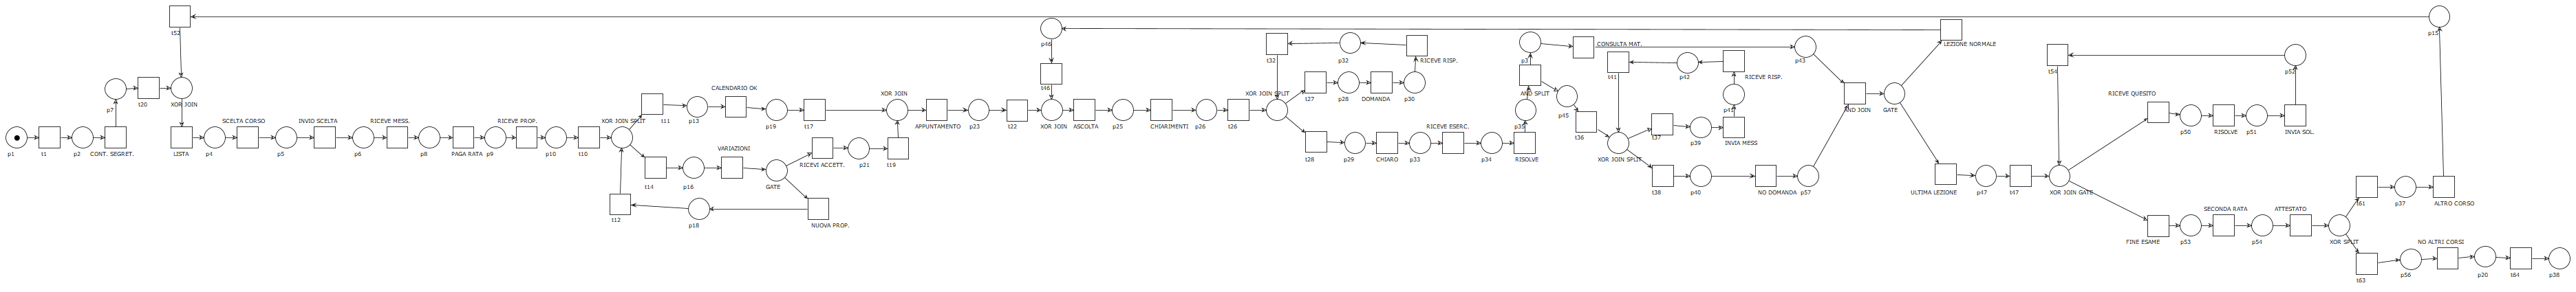 p1
t1
p2
CONT. SEGRET.
p7
t20
t52
XOR JOIN
LISTA
p4
SCELTA CORSO
p5
INVIO SCELTA
p6
RICEVE MESS.
p8
PAGA RATA
p9
RICEVE PROP.
p10
t10
XOR JOIN SPLIT
t11
p13
CALENDARIO OK
p19
t17
XOR JOIN
t14
p16
VARIAZIONI
GATE
RICEVI ACCETT.
p21
t19
NUOVA PROP.
p18
t12
APPUNTAMENTO
p23
t22
p46
t46
XOR JOIN
ASCOLTA
p25
CHIARIMENTI
p26
t26
XOR JOIN SPLIT
t32
p32
RICEVE RISP.
t27
p28
DOMANDA
p30
t28
p29
CHIARO
p33
RICEVE ESERC.
p34
RISOLVE
p35
AND SPLIT
p3
CONSULTA MAT.
p43
p45
t36
XOR JOIN SPLIT
t41
p42
RICEVE RISP.
p41
t37
p39
INVIA MESS
t38
p40
NO DOMANDA
p57
AND JOIN
GATE
LEZIONE NORMALE
ULTIMA LEZIONE
p47
t47
XOR JOIN GATE
t54
p52
RICEVE QUESITO
p50
RISOLVE
p51
INVIA SOL.
FINE ESAME
p53
SECONDA RATA
p54
ATTESTATO
XOR SPLIT
t61
p37
ALTRO CORSO
p15
t63
p56
NO ALTRI CORSI
p20
t64
p38